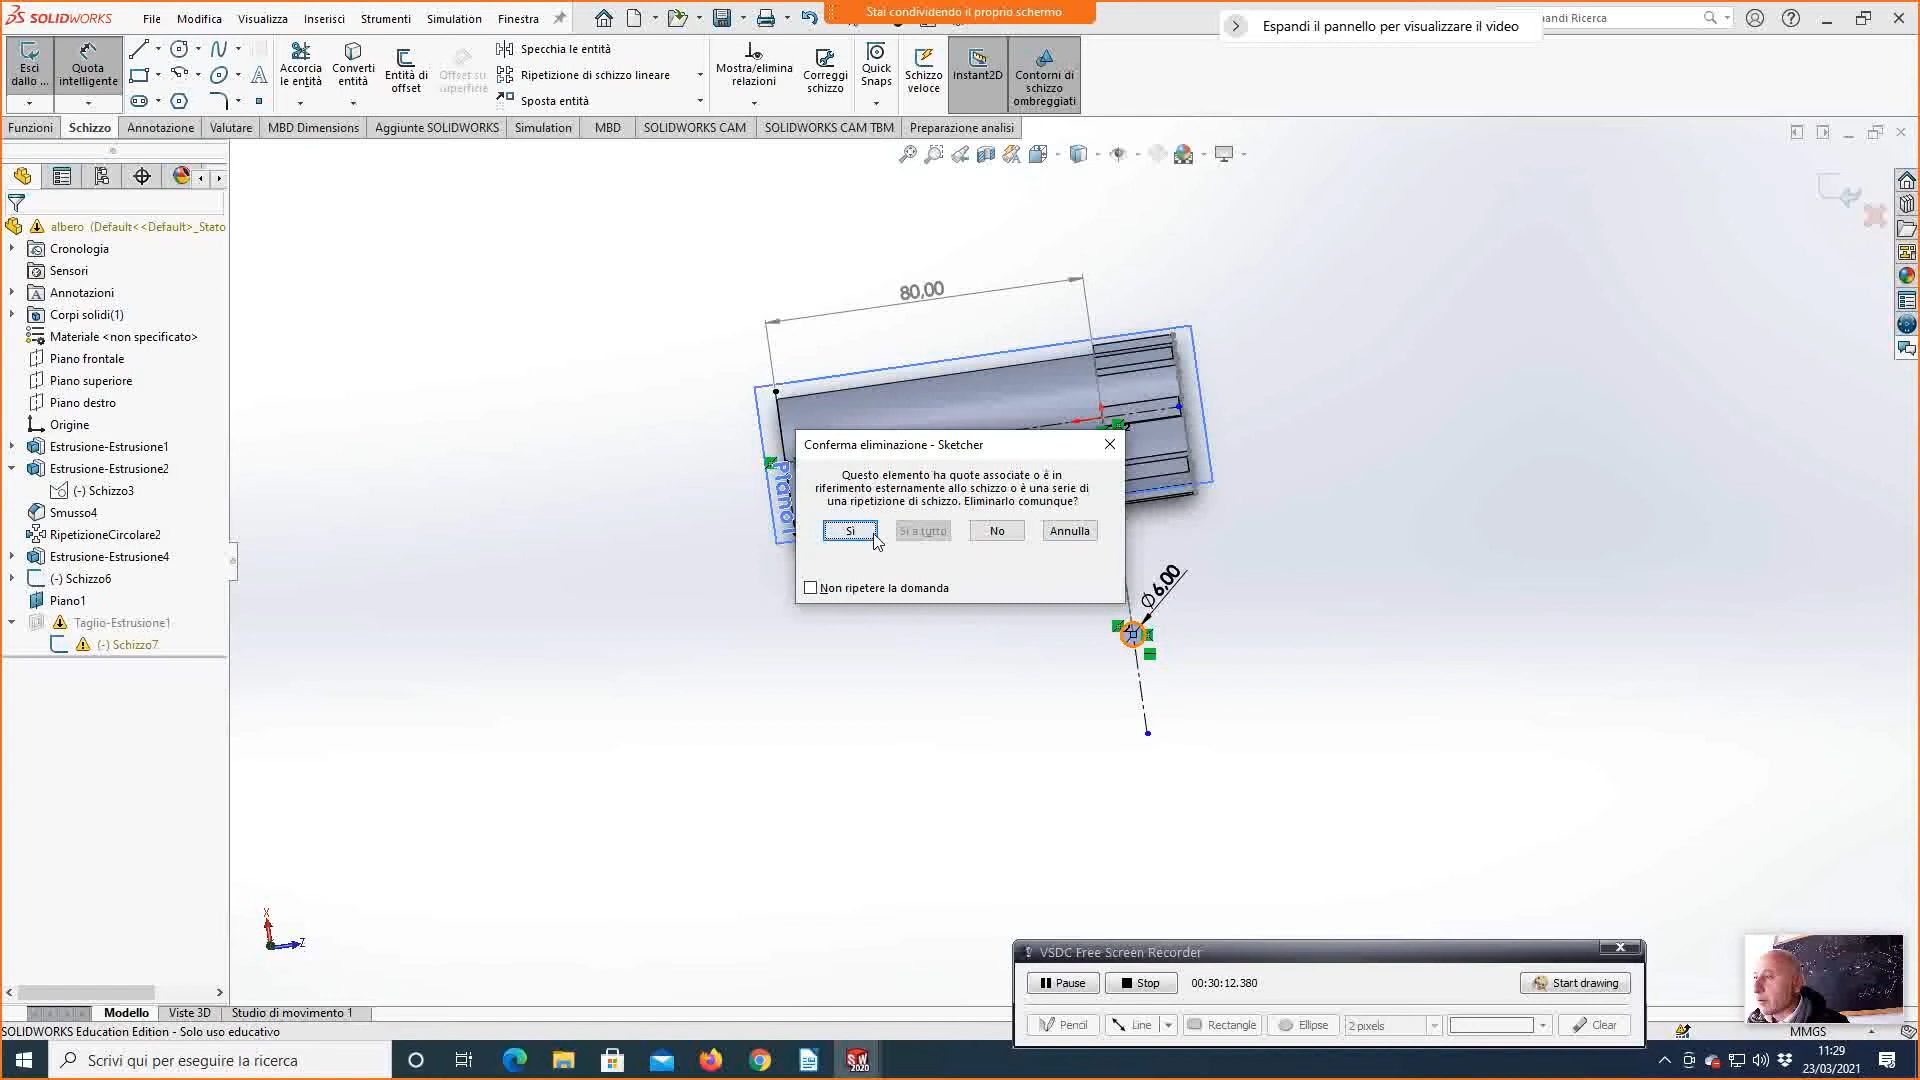 SOLIDWORKS
File
Modifica
Visualizza
Inserisci
Strumenti
Simulation
Finestra
Stai condividendo il proprio schermo
Espandi il pannello per visualizzare il video
andi Ricerca
Esci dallo ...
Quota intelligente
Accorcia le entità
Converti entità
Entità di offset
Offset su superficie
Specchia le entità
Ripetizione di schizzo lineare
Sposta entità
Mostra/elimina relazioni
Correggi schizzo
Quick Snaps
Schizzo veloce
Instant2D
Contorni di schizzo ombreggiati
Funzioni
Schizzo
Annotazione
Valutare
MBD Dimensions
Aggiunte SOLIDWORKS
Simulation
MBD
SOLIDWORKS CAM
SOLIDWORKS CAM TBM
Preparazione analisi
albero (Default<<Default>_Stato
Cronologia
Sensori
Annotazioni
Corpi solidi(1)
Materiale <non specificato>
Piano frontale
Piano superiore
Piano destro
Origine
Estrusione-Estrusione1
Estrusione-Estrusione2
(-) Schizzo3
Smusso4
RipetizioneCircolare2
Estrusione-Estrusione4
(-) Schizzo6
Piano1
Taglio-Estrusione1
(-) Schizzo7
80,00
Piano1
Conferma eliminazione - Sketcher
Questo elemento ha quote associate o è in
riferimento esternamente allo schizzo o è una serie di
una ripetizione di schizzo. Eliminarlo comunque?
Sì
Sì a tutto
No
Annulla
Non ripetere la domanda
Ø6,00
X
Z
VSDC Free Screen Recorder
Pause
Stop
00:30:12.380
Start drawing
Pencil
Line
Rectangle
Ellipse
2 pixels
Clear
Modello
Viste 3D
Studio di movimento 1
SOLIDWORKS Education Edition - Solo uso educativo
MMGS
Scrivi qui per eseguire la ricerca
SW
2020
11:29
23/03/2021